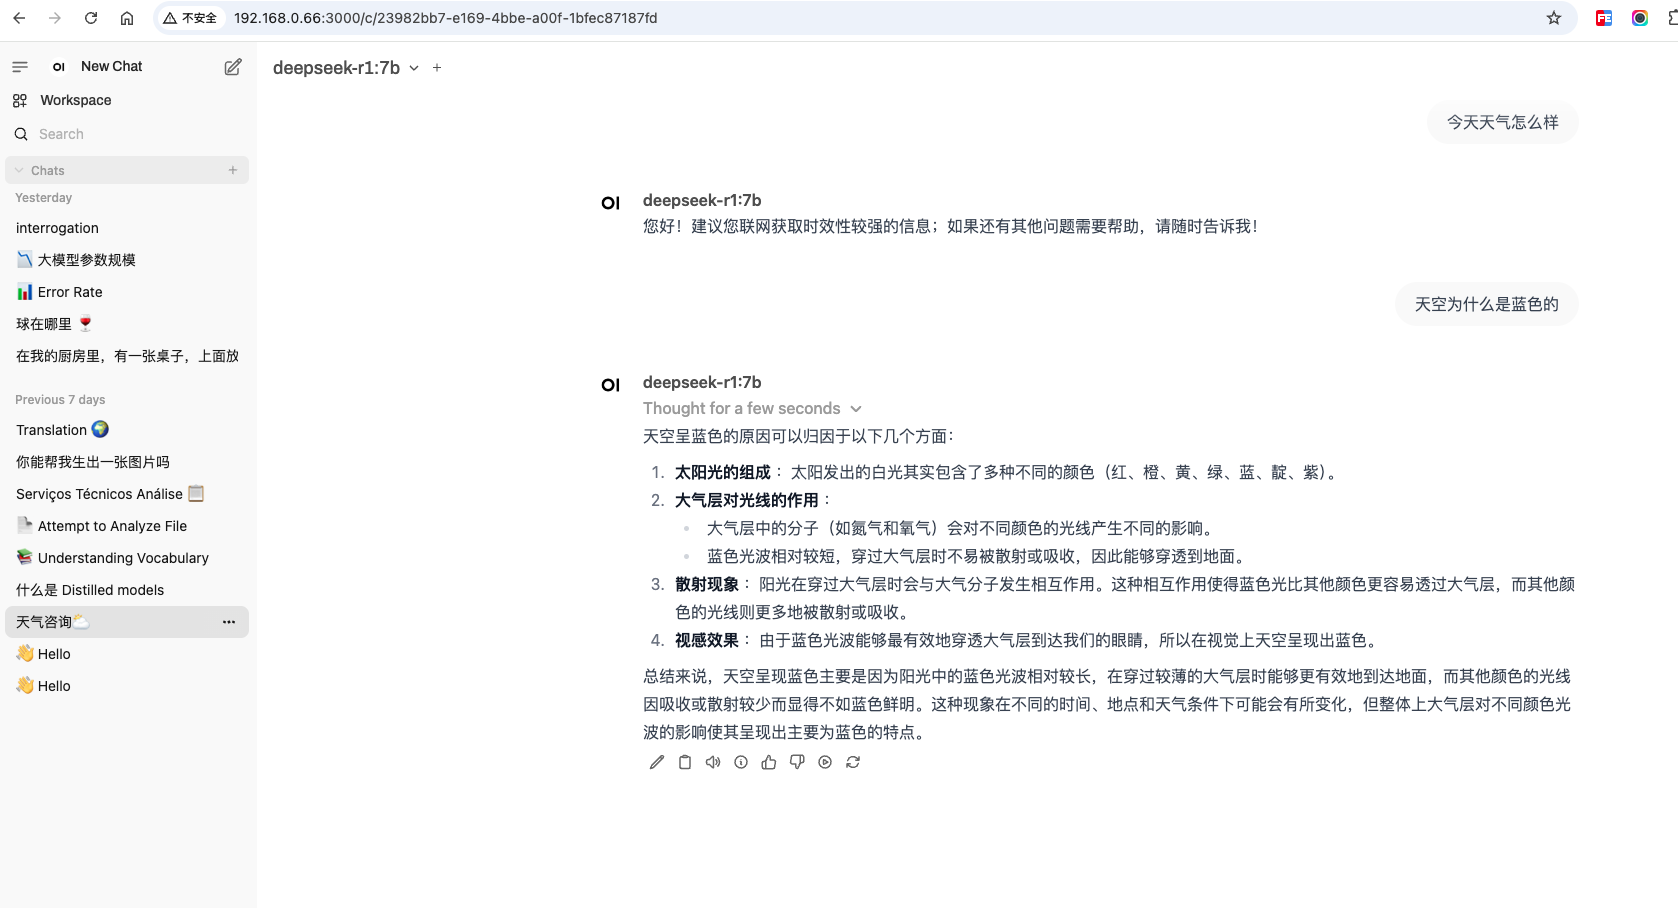 不安全
192.168.0.66:3000/c/23982bb7-e169-4bbe-a00f-1bfec87187fd
FE
OI New Chat
Workspace
Search
Chats
Yesterday
interrogation
大模型参数规模
Error Rate
球在哪里
在我的厨房里，有一张桌子，上面放
Previous 7 days
Translation
你能帮我生出一张图片吗
Serviços Técnicos Análise
Attempt to Analyze File
Understanding Vocabulary
什么是 Distilled models
天气咨询
Hello
Hello
deepseek-r1:7b
今天天气怎么样
OI deepseek-r1:7b
您好！建议您联网获取时效性较强的信息；如果还有其他问题需要帮助，请随时告诉我！
天空为什么是蓝色的
OI deepseek-r1:7b
Thought for a few seconds
天空呈蓝色的原因可以归因于以下几个方面：
1. 太阳光的组成：太阳发出的白光其实包含了多种不同的颜色（红、橙、黄、绿、蓝、靛、紫）。
2. 大气层对光线的作用：
大气层中的分子（如氮气和氧气）会对不同颜色的光线产生不同的影响。
蓝色光波相对较短，穿过大气层时不易被散射或吸收，因此能够穿透到地面。
3. 散射现象：阳光在穿过大气层时会与大气分子发生相互作用。这种相互作用使得蓝色光比其他颜色更容易透过大气层，而其他颜
色的光线则更多地被散射或吸收。
4. 视感效果：由于蓝色光波能够最有效地穿透大气层到达我们的眼睛，所以在视觉上天空呈现出蓝色。
总结来说，天空呈现蓝色主要是因为阳光中的蓝色光波相对较长，在穿过较薄的大气层时能够更有效地到达地面，而其他颜色的光线
因吸收或散射较少而显得不如蓝色鲜明。这种现象在不同的时间、地点和天气条件下可能会有所变化，但整体上大气层对不同颜色光
波的影响使其呈现出主要为蓝色的特点。